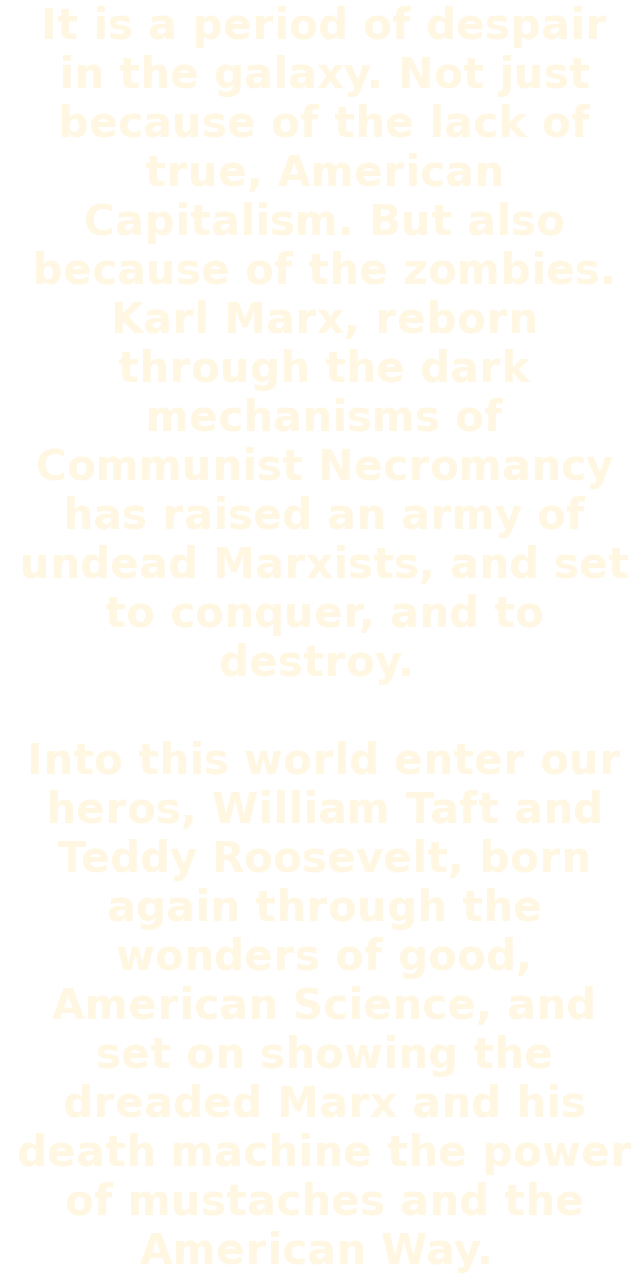 It is a period of despair
in the galaxy. Not just
because of the lack of
true, American
Capitalism. But also
because of the zombies.
Karl Marx, reborn
through the dark
mechanisms of
Communist Necromancy
has raised an army of
undead Marxists, and set
to conquer, and to
destroy.
Into this world enter our
heros, William Taft and
Teddy Roosevelt, born
again through the
wonders of good,
American Science, and
set on showing the
dreaded Marx and his
death machine the power
of mustaches and the
American Way.